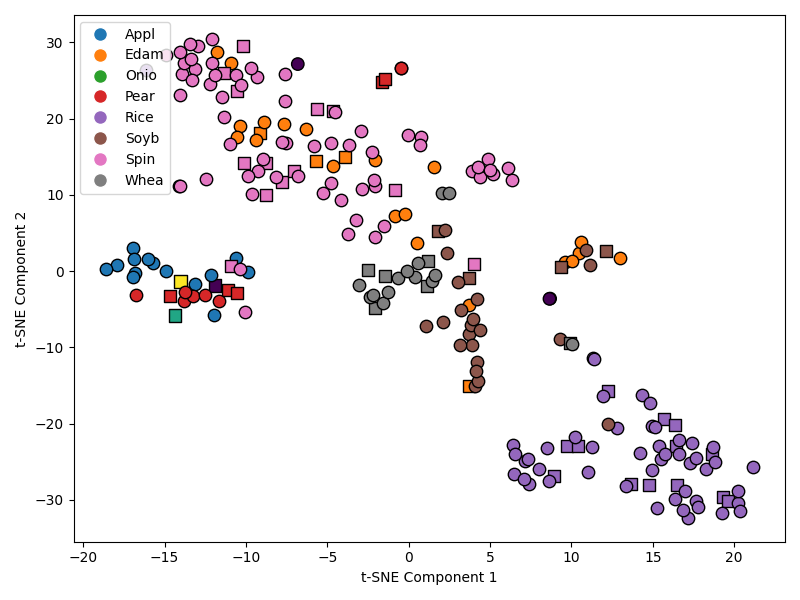 30
20
10
0
−10
−20
−30
t-SNE Component 2
Appl
Edam
Onio
Pear
Rice
Soyb
Spin
Whea
−20 −15 −10 −5 0 5 10 15 20
t-SNE Component 1